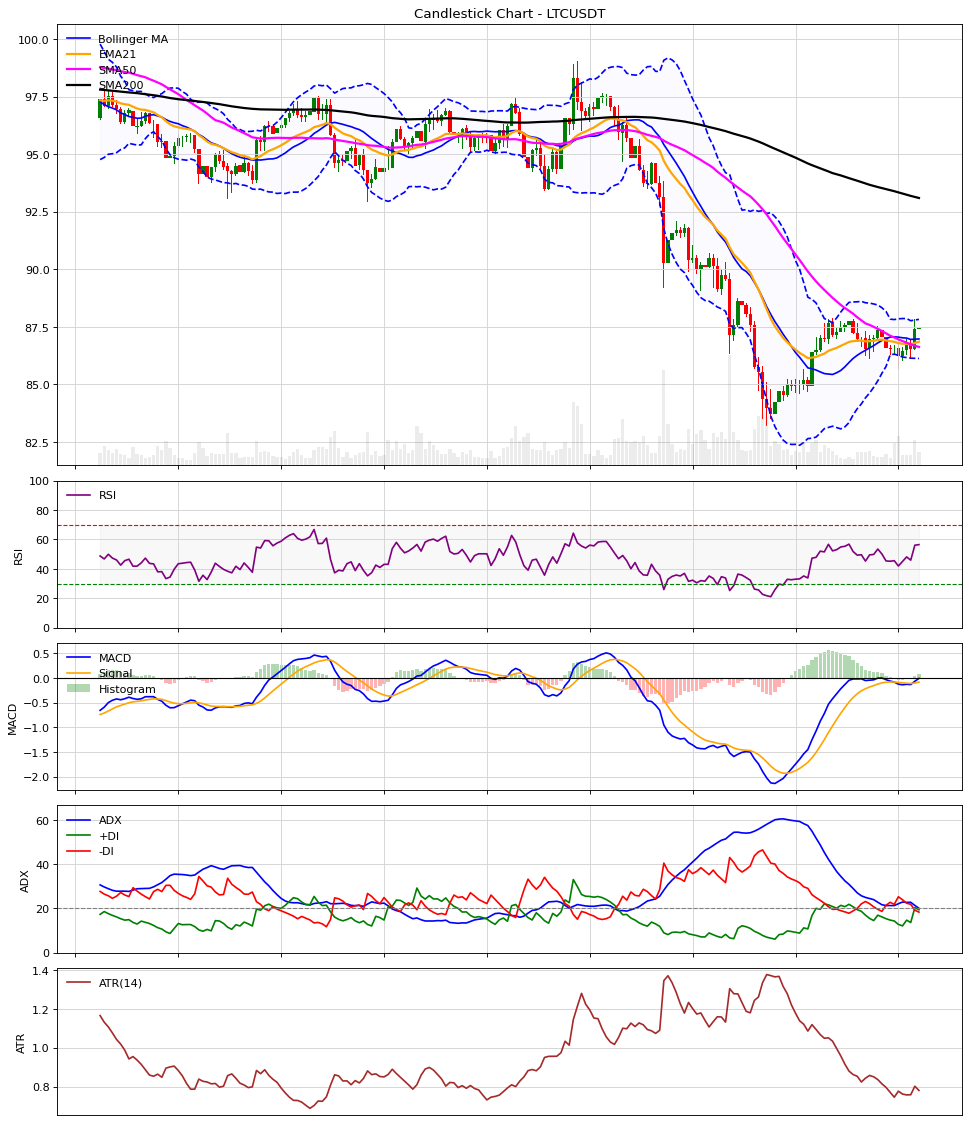 Candlestick Chart - LTCUSDT
Bollinger MA
EMA21
SMA50
SMA200
100.0
97.5
95.0
92.5
90.0
87.5
85.0
82.5
RSI
RSI
100
80
60
40
20
0
MACD
Signal
Histogram
MACD
0.5
0.0
−0.5
−1.0
−1.5
−2.0
ADX
+DI
-DI
ADX
60
40
20
0
ATR(14)
ATR
1.4
1.2
1.0
0.8